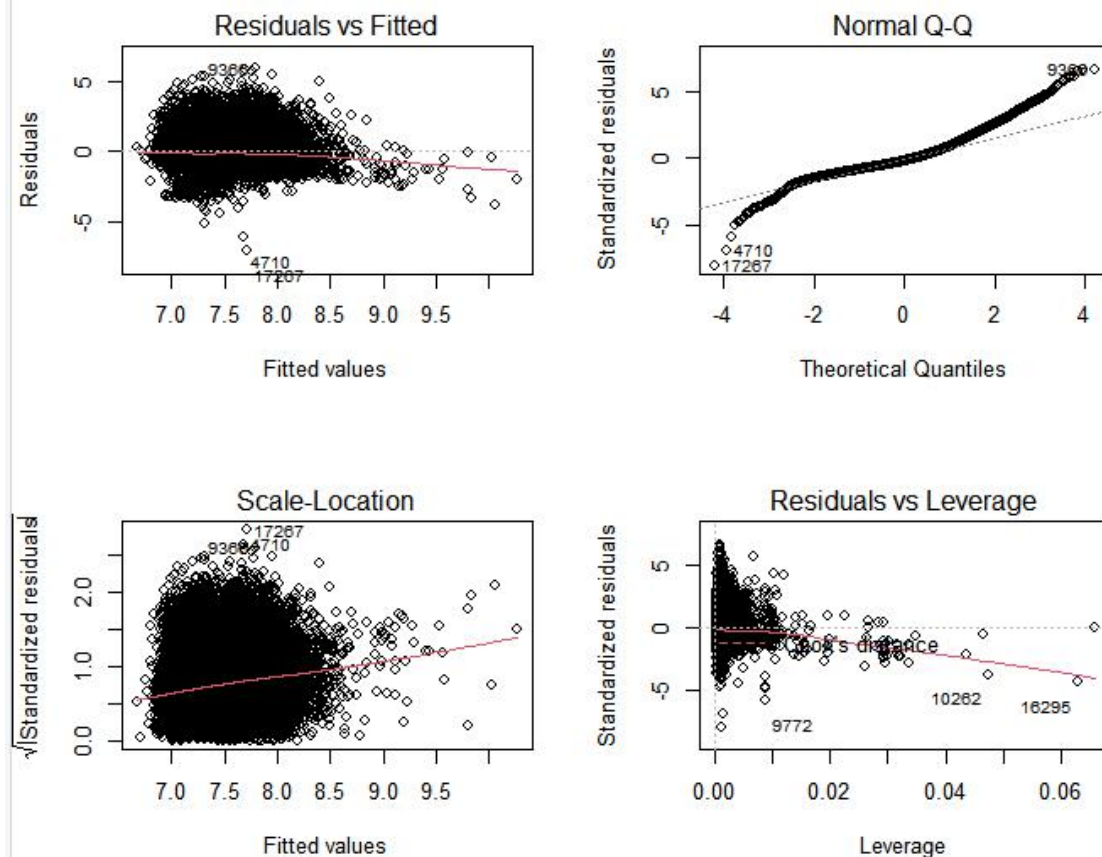 Residuals vs Fitted
Residuals
5
0
-5
9366
4710
17267
7.0 7.5 8.0 8.5 9.0 9.5
Fitted values
Normal Q-Q
Standardized residuals
5
0
-5
9366
4710
17267
-4 -2 0 2 4
Theoretical Quantiles
Scale-Location
√|Standardized residuals
2.0
1.0
0.0
17267
9366 4710
7.0 7.5 8.0 8.5 9.0 9.5
Fitted values
Residuals vs Leverage
Standardized residuals
5
0
-5
Cook's distance
10262
16295
9772
0.00 0.02 0.04 0.06
Leverage